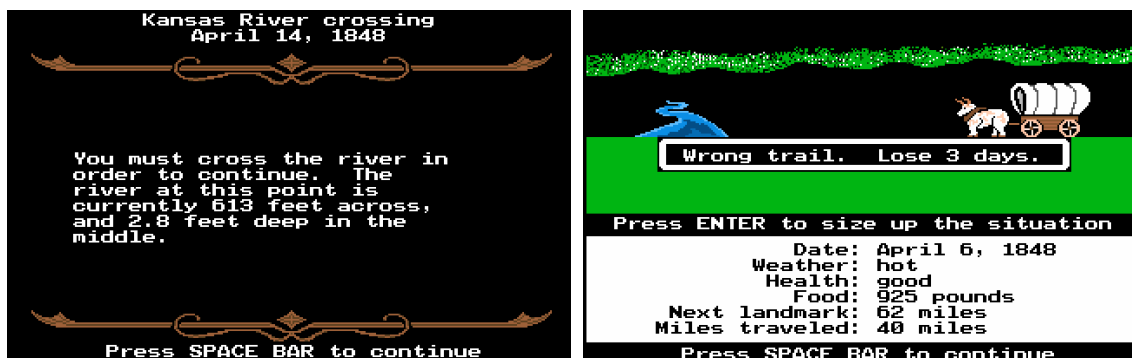 Kansas River crossing
April 14, 1848
You must cross the river in
order to continue.  The
river at this point is
currently 613 feet across,
and 2.8 feet deep in the
middle.
Press SPACE BAR to continue
Wrong trail.  Lose 3 days.
Press ENTER to size up the situation
Date: April 6, 1848
Weather: hot
Health: good
Food: 925 pounds
Next landmark: 62 miles
Miles traveled: 40 miles
Press SPACE BAR to continue